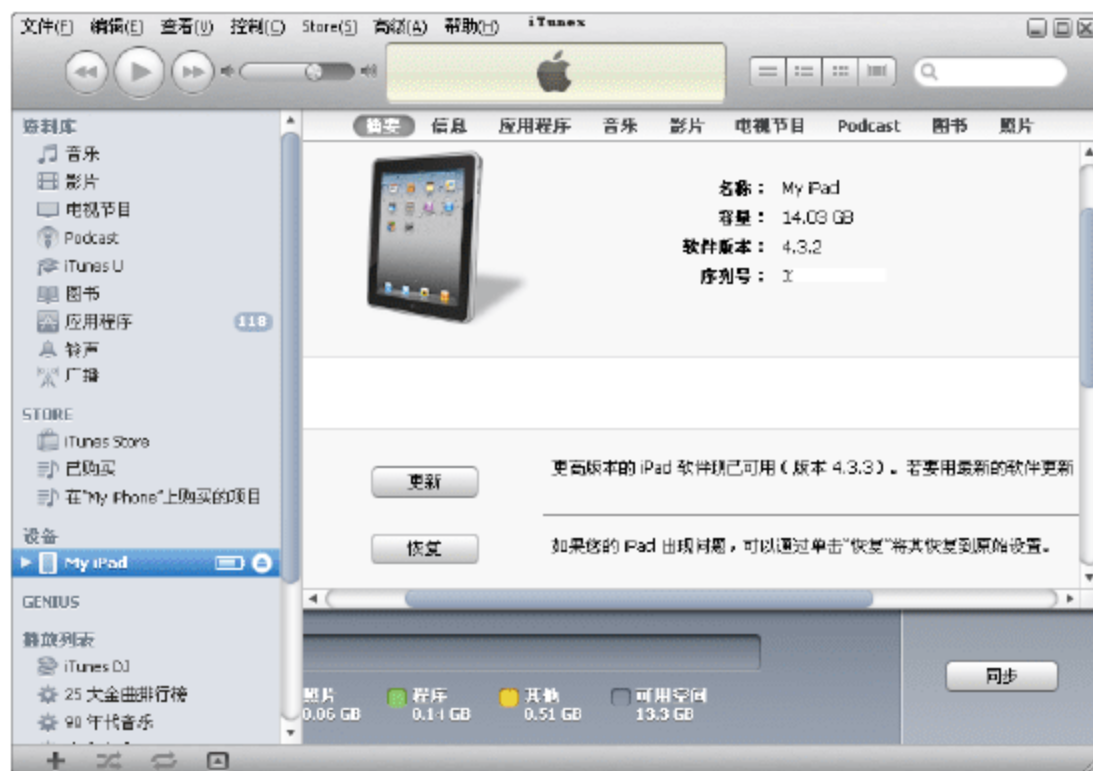 文件(F) 编辑(E) 查看(V) 控制(C) Store(S) 高级(A) 帮助(H) iTunes
资料库
音乐
影片
电视节目
Podcast
iTunes U
图书
应用程序 118
铃声
广播
STORE
iTunes Store
已购买
在"My iPhone"上购买的项目
设备
My iPad
GENIUS
播放列表
iTunes DJ
25 大金曲排行榜
90 年代音乐
摘要 信息 应用程序 音乐 影片 电视节目 Podcast 图书 照片
名称： My iPad
容量： 14.03 GB
软件版本： 4.3.2
序列号：
更新 更高版本的 iPad 软件现已可用（版本 4.3.3）。若要用最新的软件更新
恢复 如果您的 iPad 出现问题，可以通过单击"恢复"将其恢复到原始设置。
照片 程序 其他 可用空间
0.06 GB 0.14 GB 0.51 GB 13.3 GB
同步